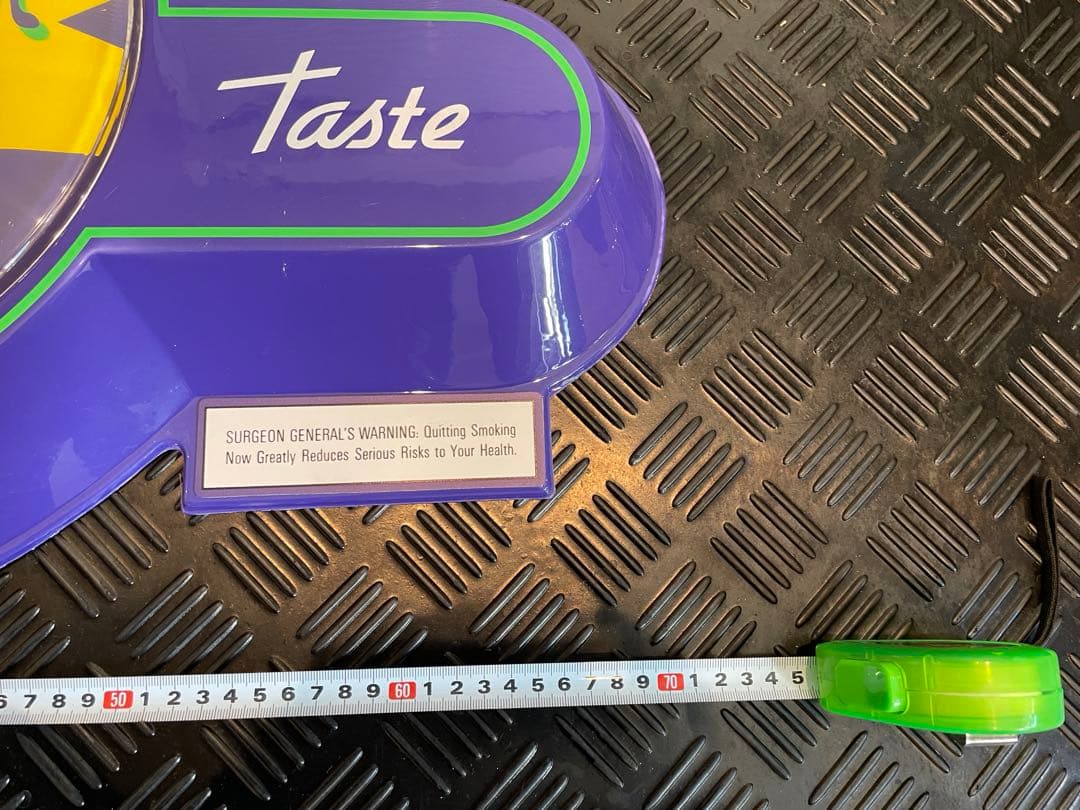 Taste
SURGEON GENERAL'S WARNING: Quitting Smoking
Now Greatly Reduces Serious Risks to Your Health.
6 7 8 9 50 1 2 3 4 5 6 7 8 9 60 1 2 3 4 5 6 7 8 9 70 1 2 3 4 5